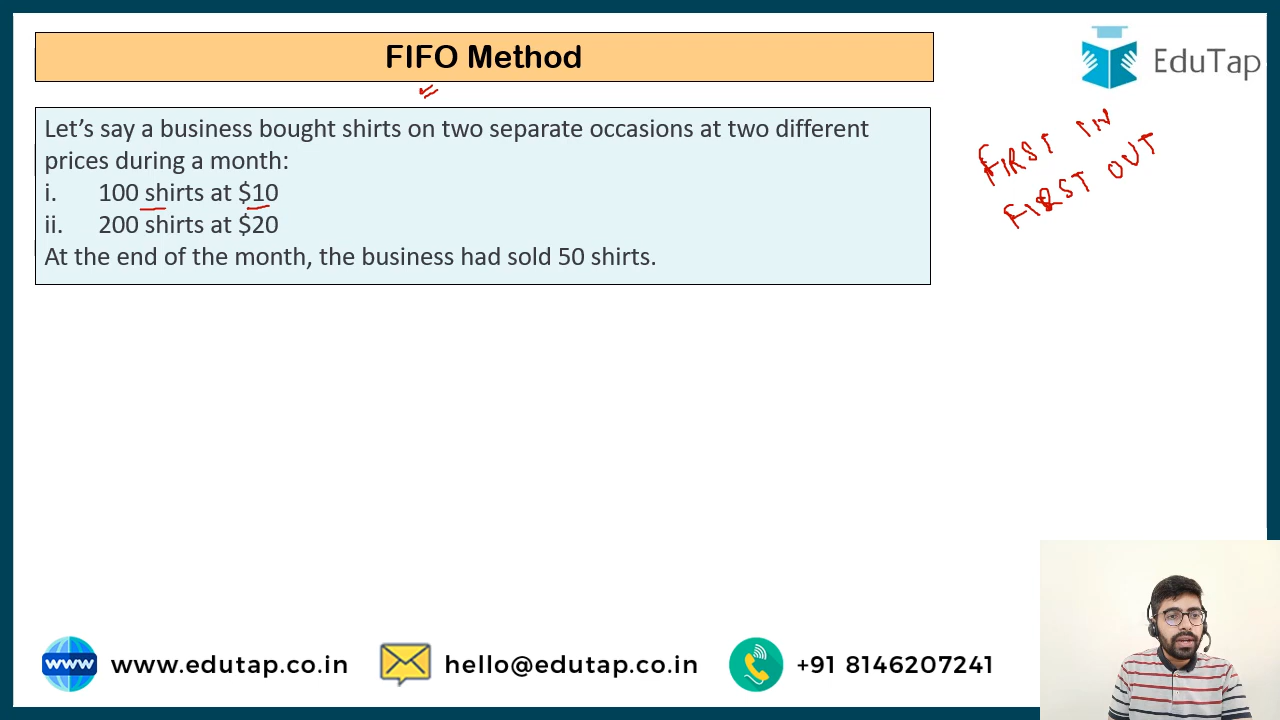 FIFO Method
EduTap
Let’s say a business bought shirts on two separate occasions at two different
prices during a month:
i. 100 shirts at $10
ii. 200 shirts at $20
At the end of the month, the business had sold 50 shirts.
FIRST IN
FIRST OUT
www
www.edutap.co.in
hello@edutap.co.in
+91 8146207241